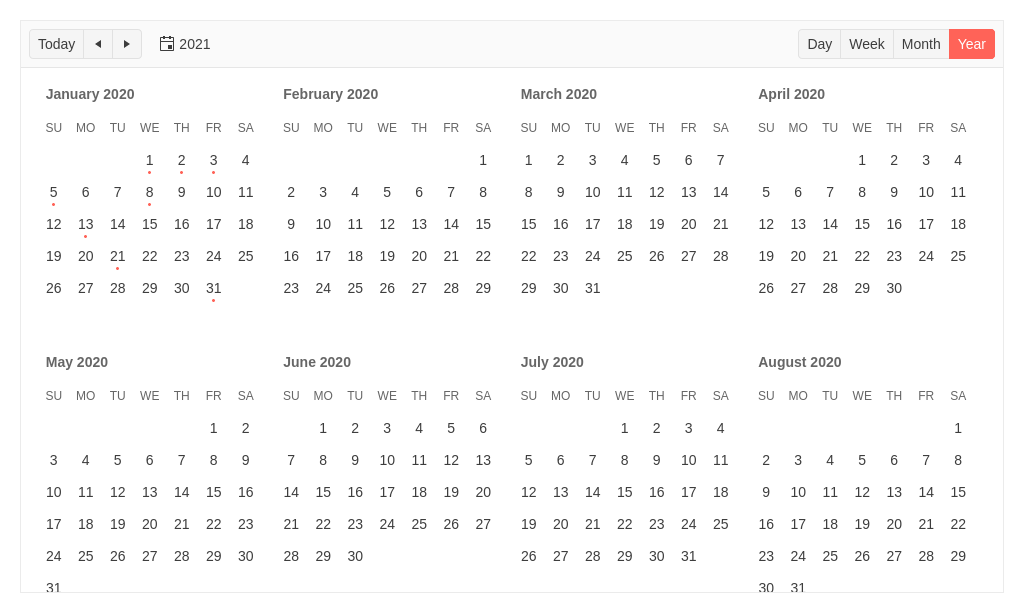 Today 2021 Day Week Month Year
January 2020 February 2020 March 2020 April 2020
SU MO TU WE TH FR SA SU MO TU WE TH FR SA SU MO TU WE TH FR SA SU MO TU WE TH FR SA
1 2 3 4 1 1 2 3 4 5 6 7 1 2 3 4
5 6 7 8 9 10 11 2 3 4 5 6 7 8 8 9 10 11 12 13 14 5 6 7 8 9 10 11
12 13 14 15 16 17 18 9 10 11 12 13 14 15 15 16 17 18 19 20 21 12 13 14 15 16 17 18
19 20 21 22 23 24 25 16 17 18 19 20 21 22 22 23 24 25 26 27 28 19 20 21 22 23 24 25
26 27 28 29 30 31 23 24 25 26 27 28 29 29 30 31 26 27 28 29 30
May 2020 June 2020 July 2020 August 2020
SU MO TU WE TH FR SA SU MO TU WE TH FR SA SU MO TU WE TH FR SA SU MO TU WE TH FR SA
1 2 1 2 3 4 5 6 1 2 3 4 1
3 4 5 6 7 8 9 7 8 9 10 11 12 13 5 6 7 8 9 10 11 2 3 4 5 6 7 8
10 11 12 13 14 15 16 14 15 16 17 18 19 20 12 13 14 15 16 17 18 9 10 11 12 13 14 15
17 18 19 20 21 22 23 21 22 23 24 25 26 27 19 20 21 22 23 24 25 16 17 18 19 20 21 22
24 25 26 27 28 29 30 28 29 30 26 27 28 29 30 31 23 24 25 26 27 28 29
31 30 31